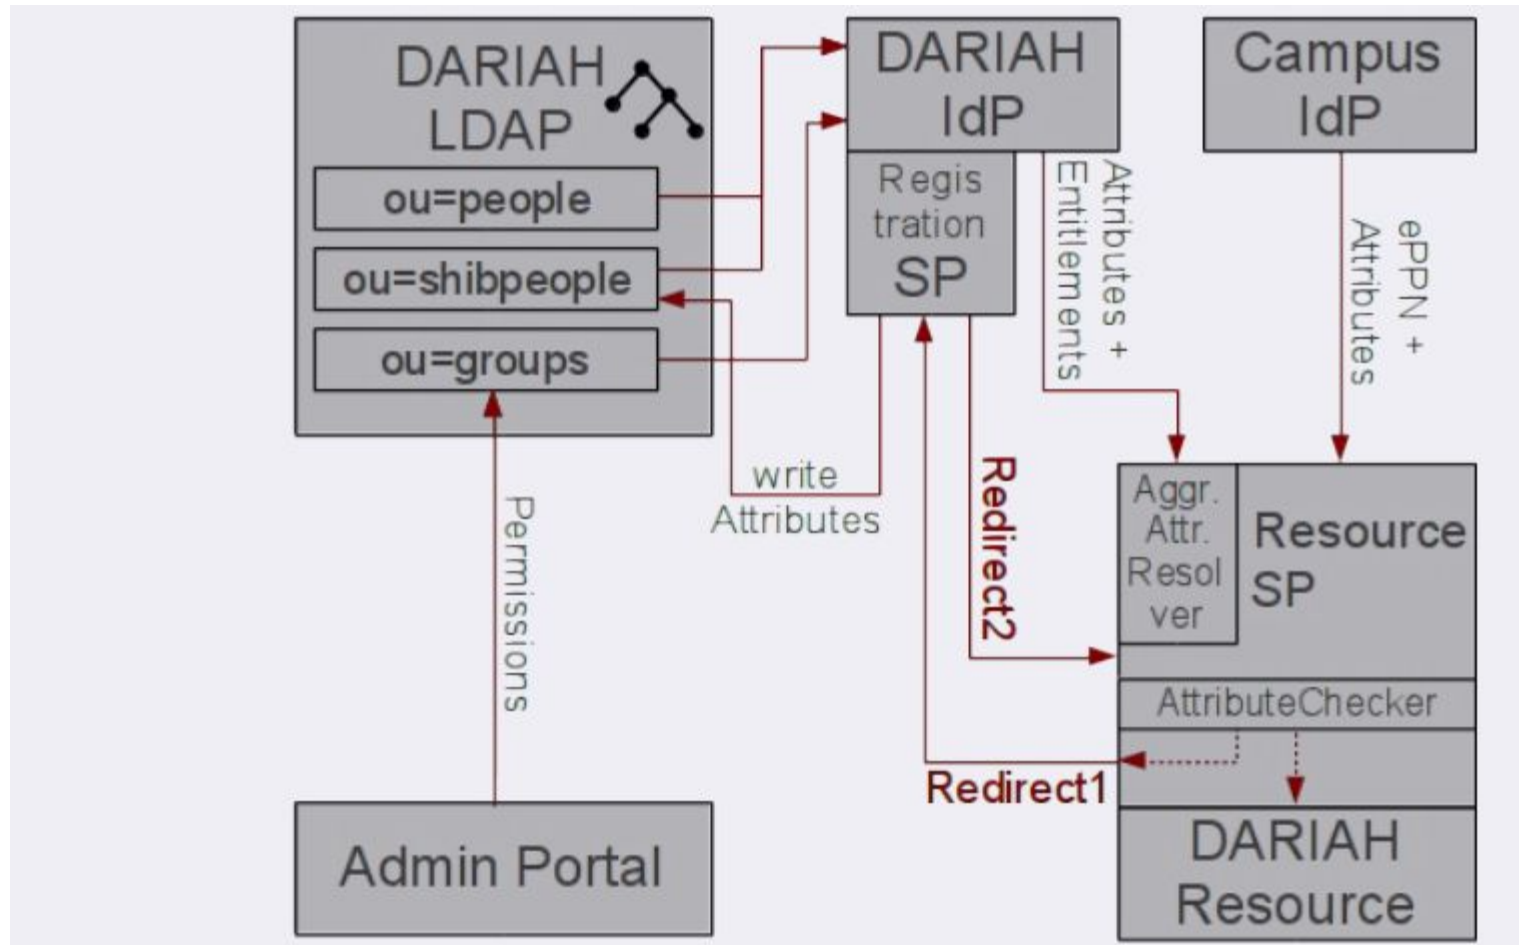 DARIAH
LDAP
ou=people
ou=shibpeople
ou=groups
DARIAH
IdP
Regis
tration
SP
Campus
IdP
Attributes +
Entitlements
ePPN +
Attributes
write
Attributes
Permissions
Redirect2
Redirect1
Aggr.
Attr.
Resol
ver
Resource
SP
AttributeChecker
DARIAH
Resource
Admin Portal